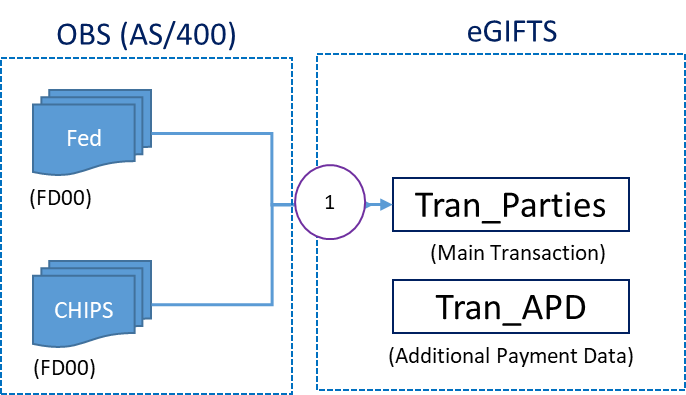 OBS (AS/400)
eGIFTS
Fed
(FD00)
1
Tran_Parties
(Main Transaction)
CHIPS
(FD00)
Tran_APD
(Additional Payment Data)